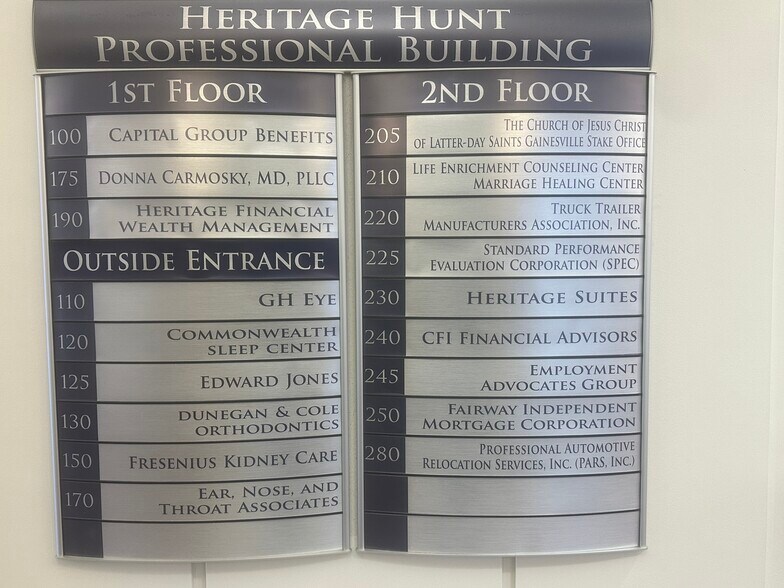 Heritage Hunt
Professional Building
1st Floor
100 Capital Group Benefits
175 Donna Carmosky, MD, PLLC
190 Heritage Financial
Wealth Management
Outside Entrance
110 GH Eye
120 Commonwealth
Sleep Center
125 Edward Jones
130 Dunegan & Cole
Orthodontics
150 Fresenius Kidney Care
170 Ear, Nose, and
Throat Associates
2nd Floor
205 The Church of Jesus Christ
of Latter-day Saints Gainesville Stake Office
210 Life Enrichment Counseling Center
Marriage Healing Center
220 Truck Trailer
Manufacturers Association, Inc.
225 Standard Performance
Evaluation Corporation (SPEC)
230 Heritage Suites
240 CFI Financial Advisors
245 Employment
Advocates Group
250 Fairway Independent
Mortgage Corporation
280 Professional Automotive
Relocation Services, Inc. (PARS, Inc.)